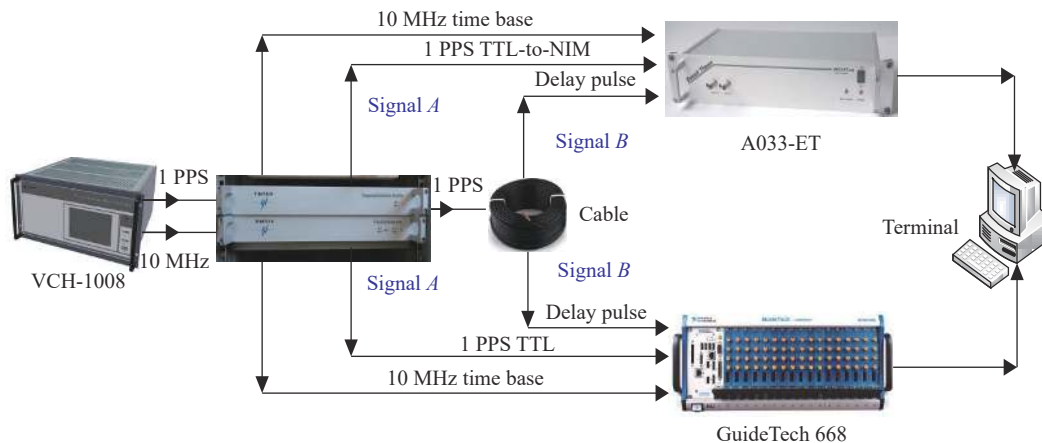 10 MHz time base
1 PPS TTL-to-NIM
Delay pulse
Signal A
Signal B
A033-ET
1 PPS
1 PPS
Cable
Terminal
10 MHz
VCH-1008
Signal A
Signal B
Delay pulse
1 PPS TTL
10 MHz time base
GuideTech 668